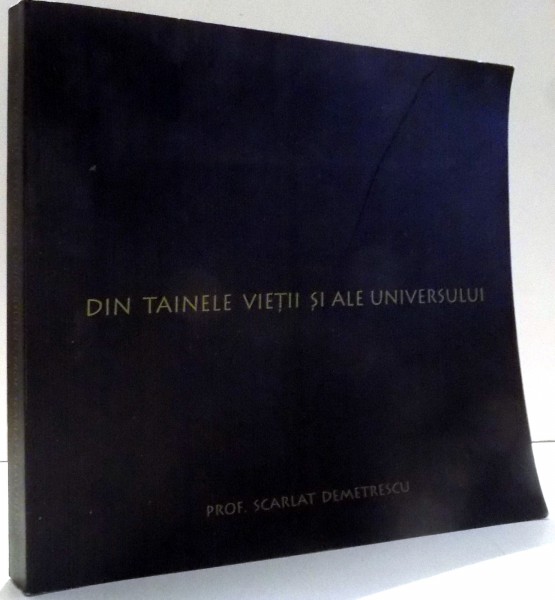 DIN TAINELE VIEȚII ȘI ALE UNIVERSULUI
PROF. SCARLAT DEMETRESCU